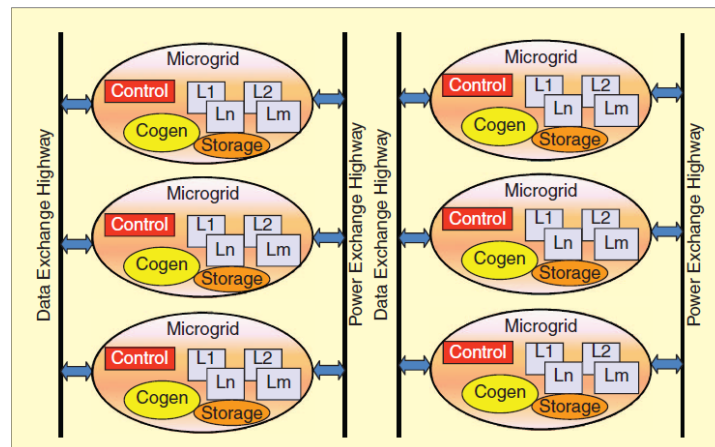 Data Exchange Highway
Microgrid
Control L1 L2
Ln Lm
Cogen
Storage
Microgrid
Control L1 L2
Ln Lm
Cogen
Storage
Microgrid
Control L1 L2
Ln Lm
Cogen
Storage
Power Exchange Highway
Data Exchange Highway
Microgrid
Control L1 L2
Ln Lm
Cogen
Storage
Microgrid
Control L1 L2
Ln Lm
Cogen
Storage
Microgrid
Control L1 L2
Ln Lm
Cogen
Storage
Power Exchange Highway